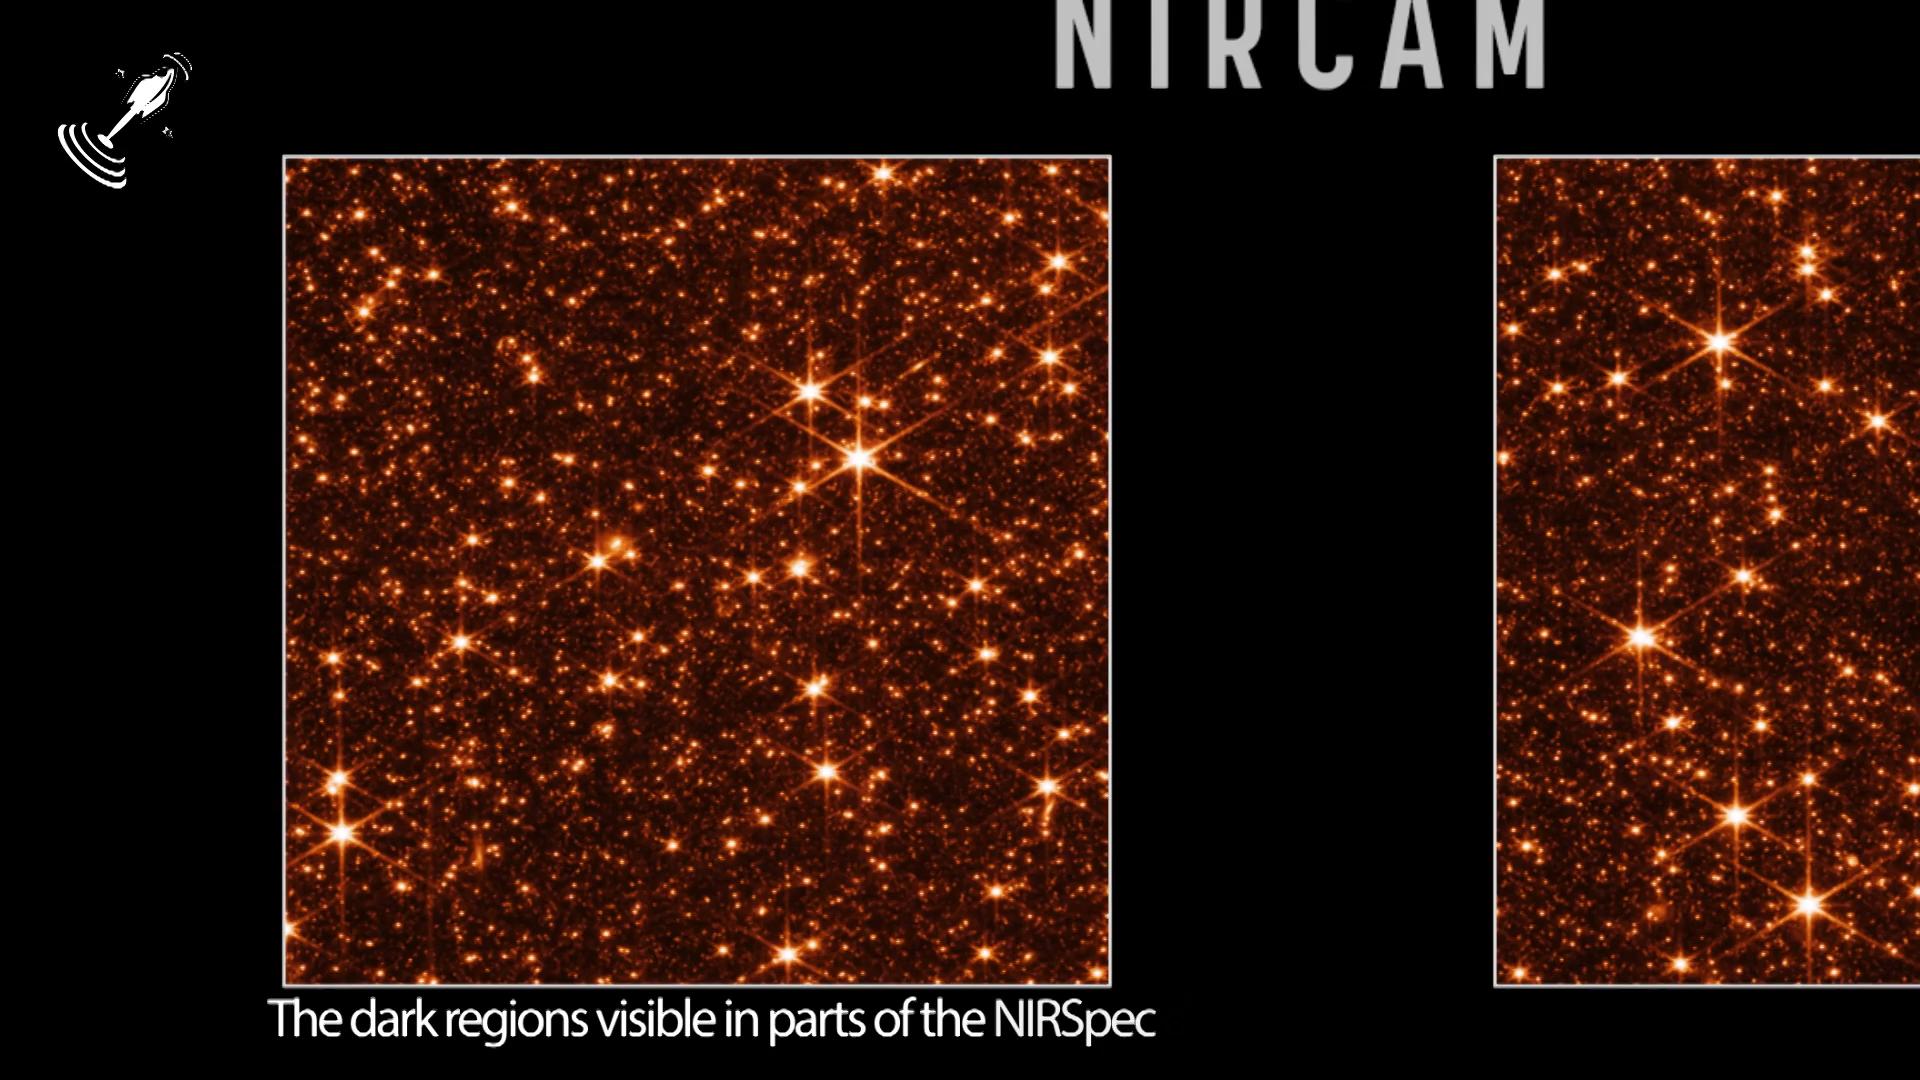 NIRCAM
The dark regions visible in parts of the NIRSpec